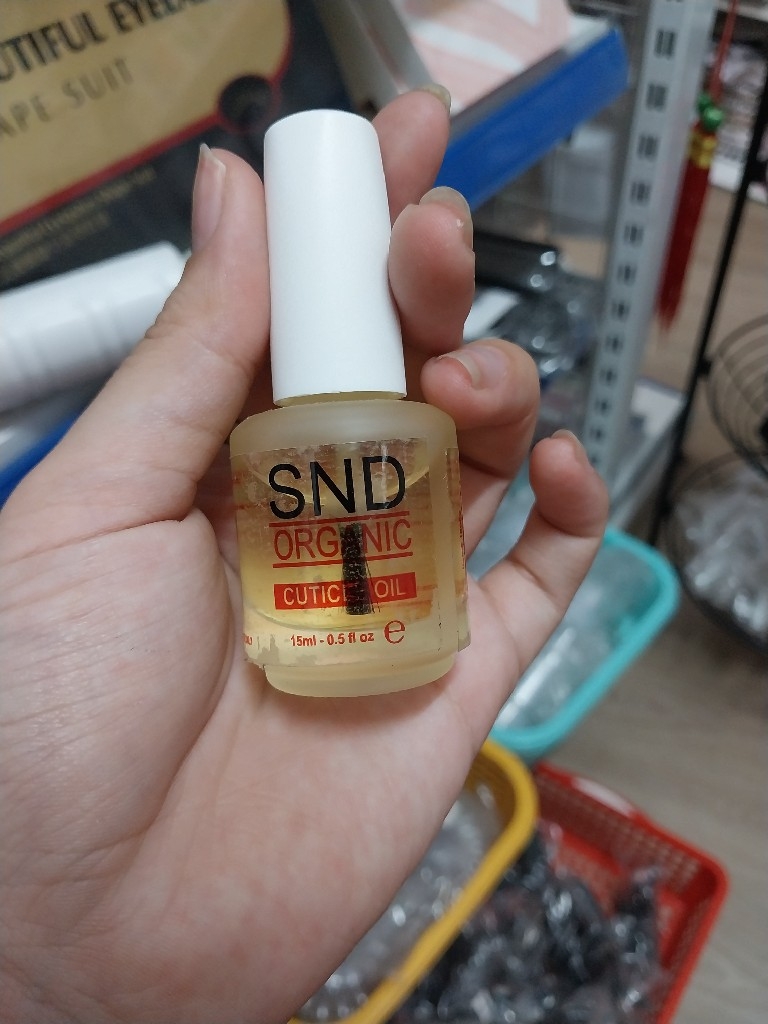 UTIFUL EYELA
APE SUIT
SND
ORGANIC
CUTICLE OIL
15ml - 0.5 fl oz e